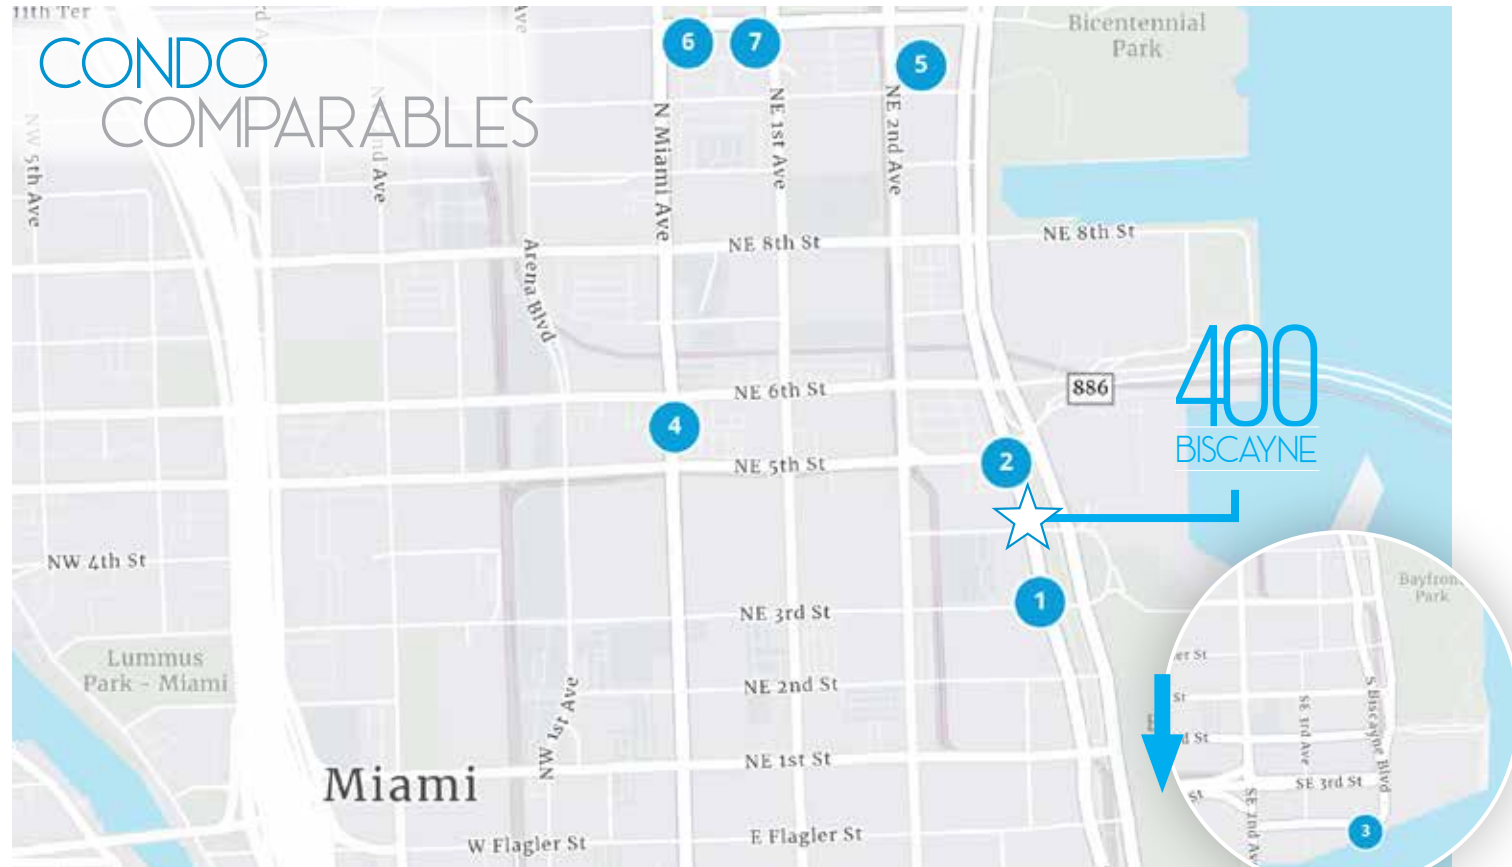 11th Ter
CONDO
COMPARABLES
NW 5th Ave
Ave
6
7
5
Bicentennial
Park
N Miami Ave
NE 1st Ave
NE 2nd Ave
NE 8th St
NE 8th St
Arena Blvd
NE 6th St
886
400
BISCAYNE
4
NE 5th St
2
NW 4th St
1
NE 3rd St
Lummus
Park - Miami
NE 2nd St
NW 1st Ave
NE 1st St
Miami
W Flagler St
E Flagler St
Park
St
St
SE 3rd Ave
S Biscayne Blvd
SE 3rd St
St
3